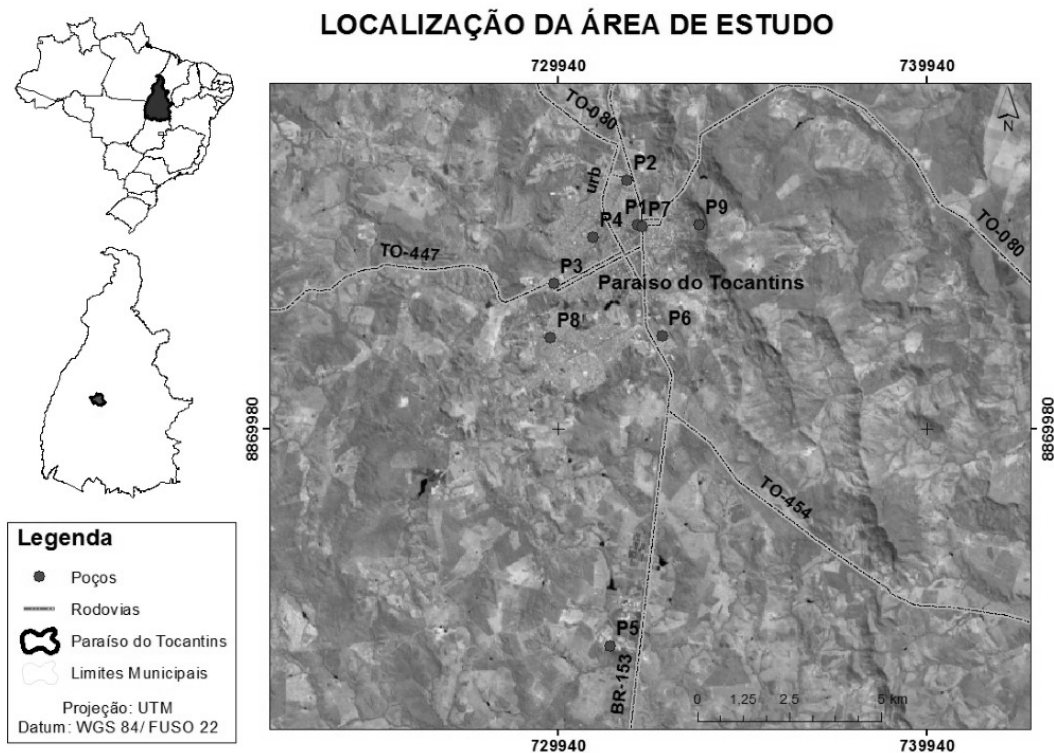 LOCALIZAÇÃO DA ÁREA DE ESTUDO
729940 739940
TO-080
N
urb
P2
P4 P1 P7 P9
TO-080
TO-447
P3
Paraíso do Tocantins
P8 P6
8869980 8869980
TO-454
P5
BR-153
0 1,25 2,5 5 km
729940 739940
Legenda
Poços
Rodovias
Paraíso do Tocantins
Limites Municipais
Projeção: UTM
Datum: WGS 84/ FUSO 22